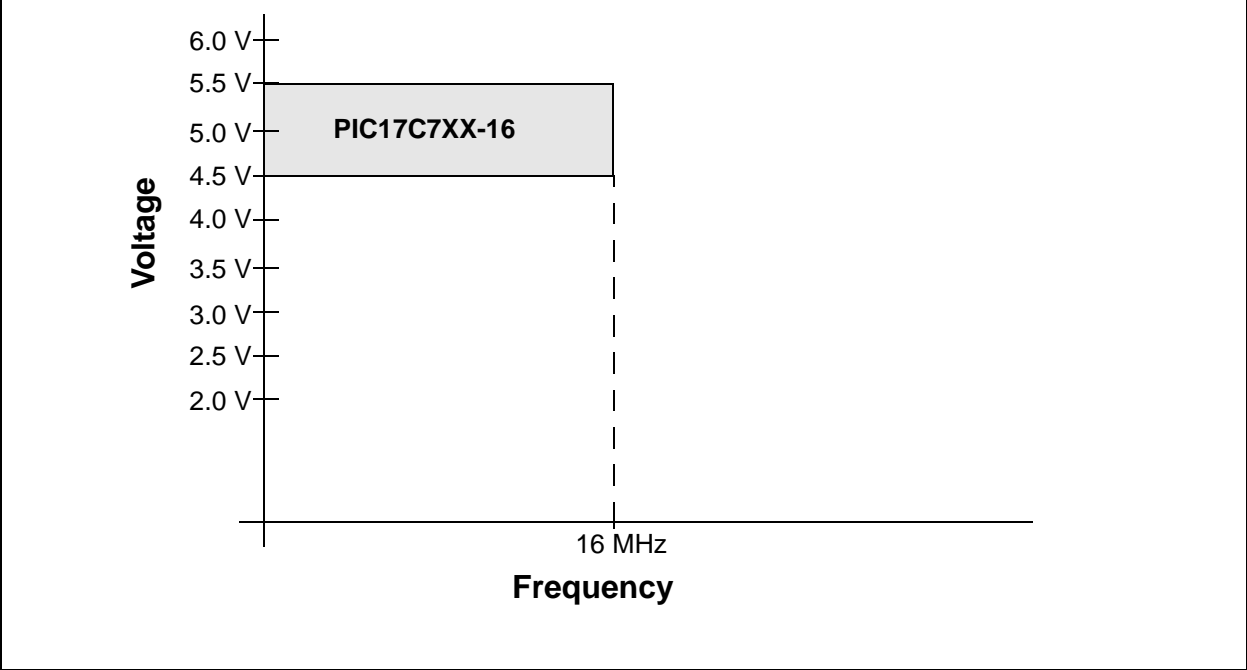 6.0 V
5.5 V
PIC17C7XX-16
5.0 V
4.5 V
Voltage
4.0 V
3.5 V
3.0 V
2.5 V
2.0 V
16 MHz
Frequency